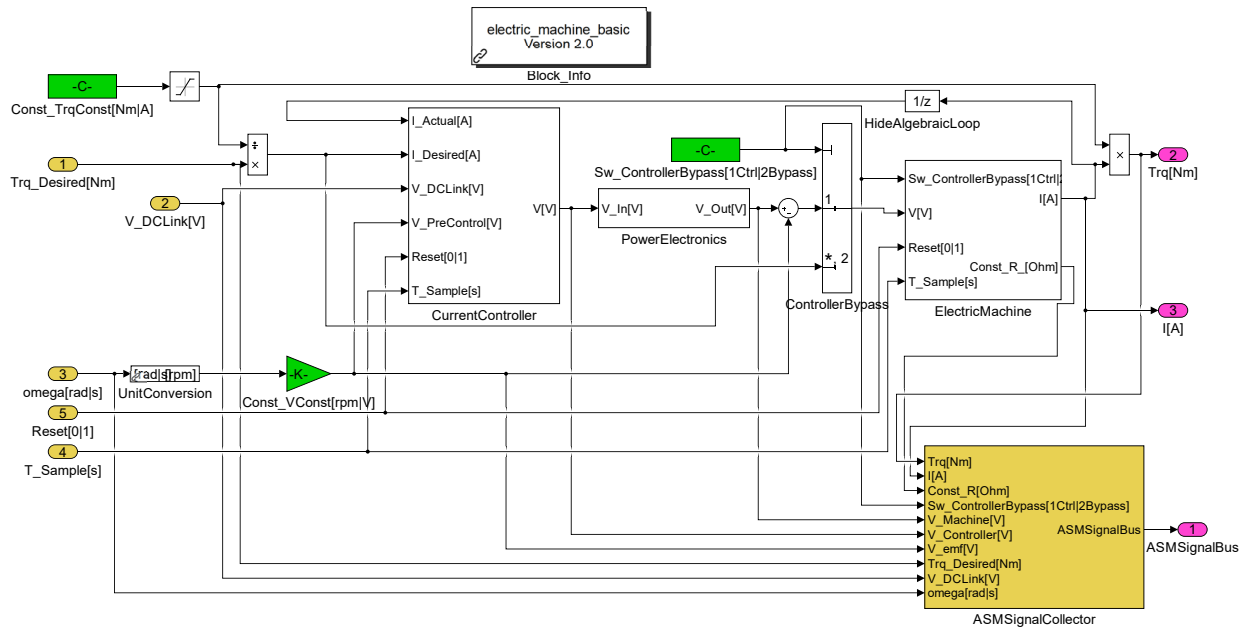 electric_machine_basic
Version 2.0
Block_Info
-C-
Const_TrqConst[Nm|A]
1/z
HideAlgebraicLoop
÷
×
1
Trq_Desired[Nm]
2
V_DCLink[V]
I_Actual[A]
I_Desired[A]
V_DCLink[V]
V_PreControl[V]
Reset[0|1]
T_Sample[s]
V[V]
CurrentController
-C-
Sw_ControllerBypass[1Ctrl|2Bypass]
V_In[V]
V_Out[V]
PowerElectronics
+
-
1
*, 2
ControllerBypass
Sw_ControllerBypass[1Ctrl|2
V[V]
Reset[0|1]
T_Sample[s]
I[A]
Const_R_[Ohm]
ElectricMachine
×
2
Trq[Nm]
3
I[A]
3
omega[rad|s]
[rad|s]
[rpm]
UnitConversion
-K-
Const_VConst[rpm|V]
5
Reset[0|1]
4
T_Sample[s]
Trq[Nm]
I[A]
Const_R[Ohm]
Sw_ControllerBypass[1Ctrl|2Bypass]
V_Machine[V]
V_Controller[V]
V_emf[V]
Trq_Desired[Nm]
V_DCLink[V]
omega[rad|s]
ASMSignalBus
ASMSignalCollector
1
ASMSignalBus